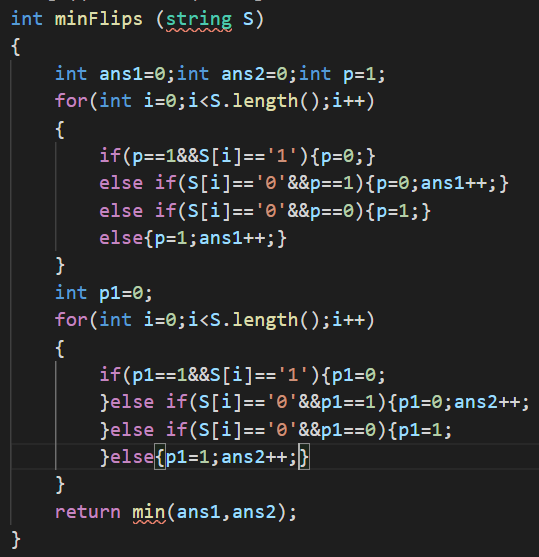 int minFlips (string S)
{
    int ans1=0;int ans2=0;int p=1;
    for(int i=0;i<S.length();i++)
    {
        if(p==1&&S[i]=='1'){p=0;}
        else if(S[i]=='0'&&p==1){p=0;ans1++;}
        else if(S[i]=='0'&&p==0){p=1;}
        else{p=1;ans1++;}
    }
    int p1=0;
    for(int i=0;i<S.length();i++)
    {
        if(p1==1&&S[i]=='1'){p1=0;
        }else if(S[i]=='0'&&p1==1){p1=0;ans2++;
        }else if(S[i]=='0'&&p1==0){p1=1;
        }else{p1=1;ans2++;}
    }
    return min(ans1,ans2);
}